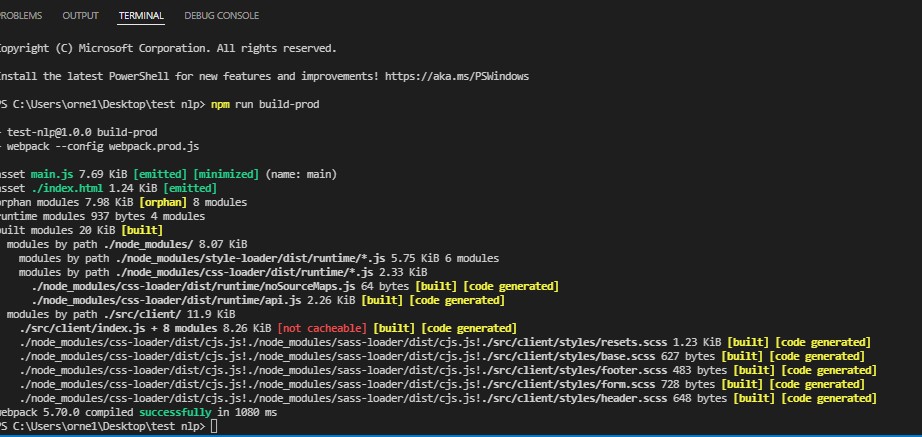 PROBLEMS OUTPUT TERMINAL DEBUG CONSOLE
Copyright (C) Microsoft Corporation. All rights reserved.
Install the latest PowerShell for new features and improvements! https://aka.ms/PSWindows
PS C:\Users\orne1\Desktop\test nlp> npm run build-prod
> test-nlp@1.0.0 build-prod
> webpack --config webpack.prod.js
asset main.js 7.69 KiB [emitted] [minimized] (name: main)
asset ./index.html 1.24 KiB [emitted]
orphan modules 7.98 KiB [orphan] 8 modules
runtime modules 937 bytes 4 modules
built modules 20 KiB [built]
modules by path ./node_modules/ 8.07 KiB
modules by path ./node_modules/style-loader/dist/runtime/*.js 5.75 KiB 6 modules
modules by path ./node_modules/css-loader/dist/runtime/*.js 2.33 KiB
./node_modules/css-loader/dist/runtime/noSourceMaps.js 64 bytes [built] [code generated]
./node_modules/css-loader/dist/runtime/api.js 2.26 KiB [built] [code generated]
modules by path ./src/client/ 11.9 KiB
./src/client/index.js + 8 modules 8.26 KiB [not cacheable] [built] [code generated]
./node_modules/css-loader/dist/cjs.js!./node_modules/sass-loader/dist/cjs.js!./src/client/styles/resets.scss 1.23 KiB [built] [code generated]
./node_modules/css-loader/dist/cjs.js!./node_modules/sass-loader/dist/cjs.js!./src/client/styles/base.scss 627 bytes [built] [code generated]
./node_modules/css-loader/dist/cjs.js!./node_modules/sass-loader/dist/cjs.js!./src/client/styles/footer.scss 483 bytes [built] [code generated]
./node_modules/css-loader/dist/cjs.js!./node_modules/sass-loader/dist/cjs.js!./src/client/styles/form.scss 728 bytes [built] [code generated]
./node_modules/css-loader/dist/cjs.js!./node_modules/sass-loader/dist/cjs.js!./src/client/styles/header.scss 648 bytes [built] [code generated]
webpack 5.70.0 compiled successfully in 1080 ms
PS C:\Users\orne1\Desktop\test nlp>